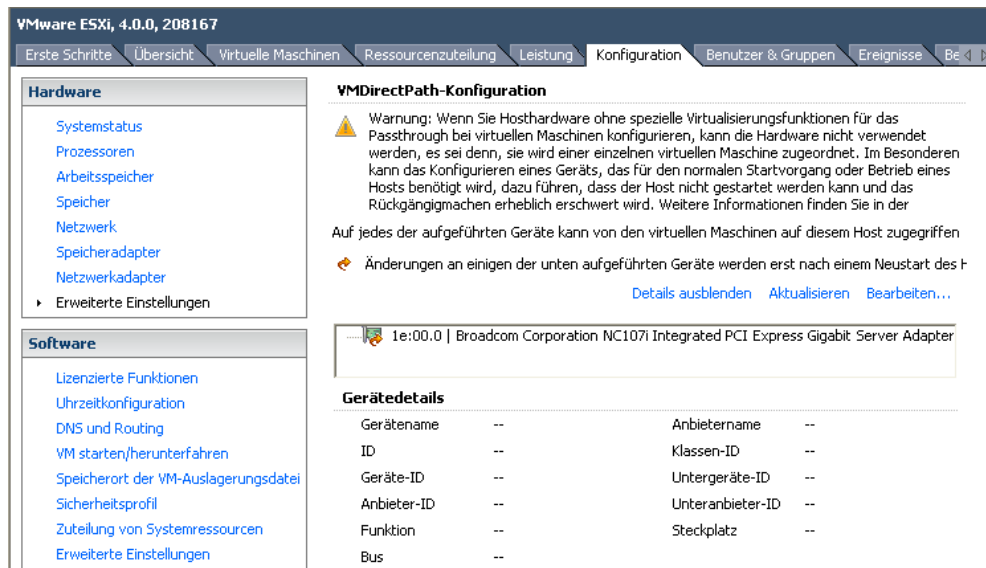 VMware ESXi, 4.0.0, 208167
Erste Schritte Übersicht Virtuelle Maschinen Ressourcenzuteilung Leistung Konfiguration Benutzer & Gruppen Ereignisse Be
Hardware
Systemstatus
Prozessoren
Arbeitsspeicher
Speicher
Netzwerk
Speicheradapter
Netzwerkadapter
Erweiterte Einstellungen
Software
Lizenzierte Funktionen
Uhrzeitkonfiguration
DNS und Routing
VM starten/herunterfahren
Speicherort der VM-Auslagerungsdatei
Sicherheitsprofil
Zuteilung von Systemressourcen
Erweiterte Einstellungen
VMDirectPath-Konfiguration
Warnung: Wenn Sie Hosthardware ohne spezielle Virtualisierungsfunktionen für das
Passthrough bei virtuellen Maschinen konfigurieren, kann die Hardware nicht verwendet
werden, es sei denn, sie wird einer einzelnen virtuellen Maschine zugeordnet. Im Besonderen
kann das Konfigurieren eines Geräts, das für den normalen Startvorgang oder Betrieb eines
Hosts benötigt wird, dazu führen, dass der Host nicht gestartet werden kann und das
Rückgängigmachen erheblich erschwert wird. Weitere Informationen finden Sie in der
Auf jedes der aufgeführten Geräte kann von den virtuellen Maschinen auf diesem Host zugegriffen
Änderungen an einigen der unten aufgeführten Geräte werden erst nach einem Neustart des H
Details ausblenden Aktualisieren Bearbeiten...
1e:00.0 | Broadcom Corporation NC107i Integrated PCI Express Gigabit Server Adapter
Gerätedetails
Gerätename -- Anbietername --
ID -- Klassen-ID --
Geräte-ID -- Untergeräte-ID --
Anbieter-ID -- Unteranbieter-ID --
Funktion -- Steckplatz --
Bus --